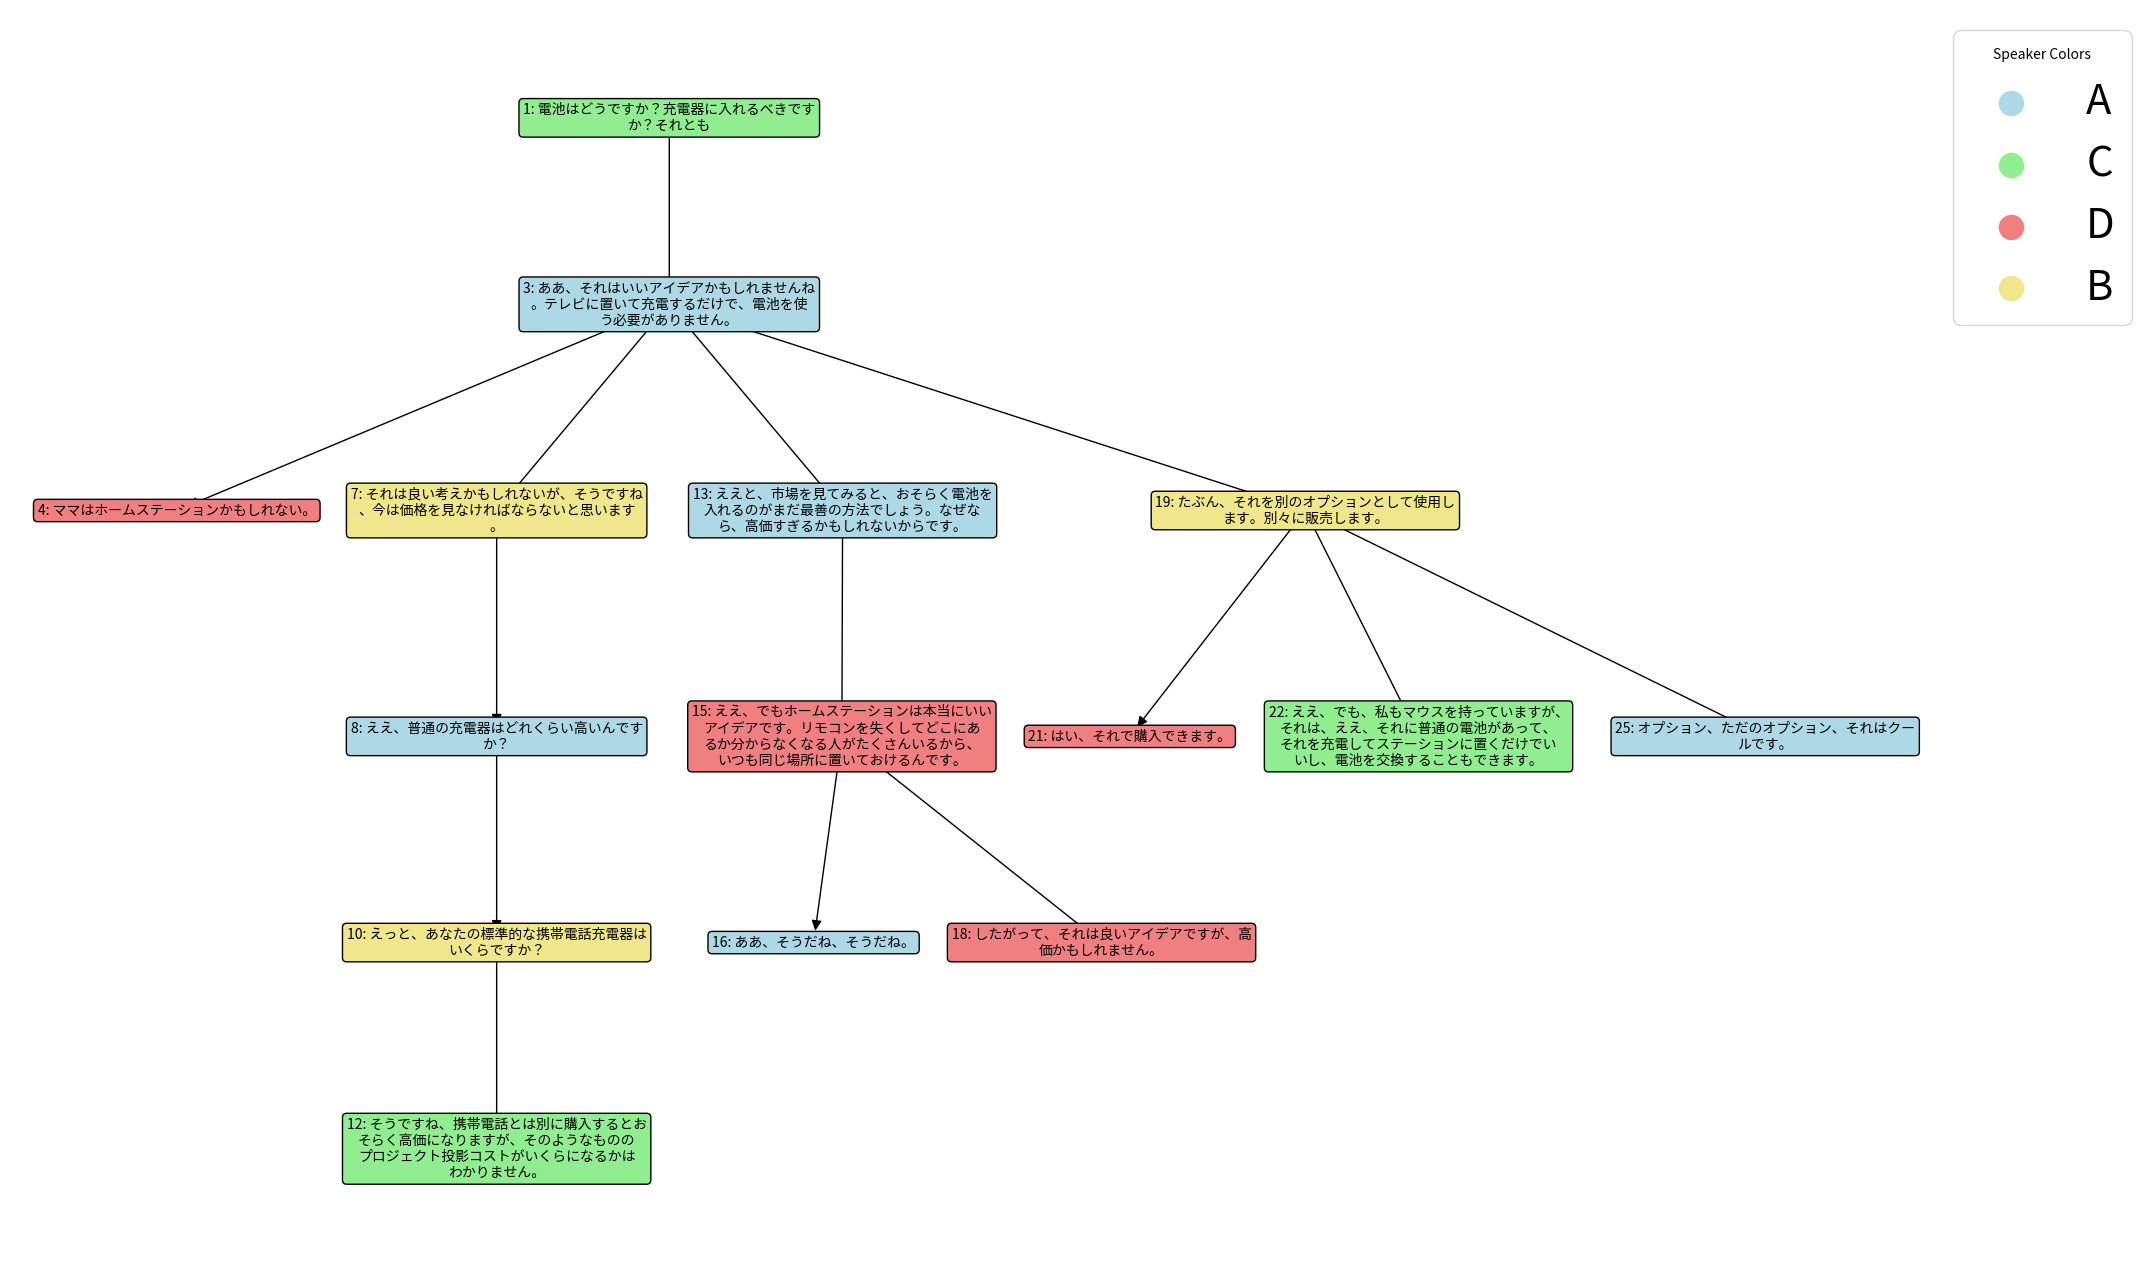 Speaker Colors
A
C
D
B
1: 電池はどうですか？充電器に入れるべきです
か？それとも
3: ああ、それはいいアイデアかもしれませんね
。テレビに置いて充電するだけで、電池を使
う必要がありません。
4: ママはホームステーションかもしれない。
7: それは良い考えかもしれないが、そうですね
、今は価格を見なければならないと思います
。
13: ええと、市場を見てみると、おそらく電池を
入れるのがまだ最善の方法でしょう。なぜな
ら、高価すぎるかもしれないからです。
19: たぶん、それを別のオプションとして使用し
ます。別々に販売します。
8: ええ、普通の充電器はどれくらい高いんです
か？
15: ええ、でもホームステーションは本当にいい
アイデアです。リモコンを失くしてどこにあ
るか分からなくなる人がたくさんいるから、
いつも同じ場所に置いておけるんです。
21: はい、それで購入できます。
22: ええ、でも、私もマウスを持っていますが、
それは、ええ、それに普通の電池があって、
それを充電してステーションに置くだけでい
いし、電池を交換することもできます。
25: オプション、ただのオプション、それはクー
ルです。
10: えっと、あなたの標準的な携帯電話充電器は
いくらですか？
16: ああ、そうだね、そうだね。
18: したがって、それは良いアイデアですが、高
価かもしれません。
12: そうですね、携帯電話とは別に購入するとお
そらく高価になりますが、そのようなものの
プロジェクト投影コストがいくらになるかは
わかりません。